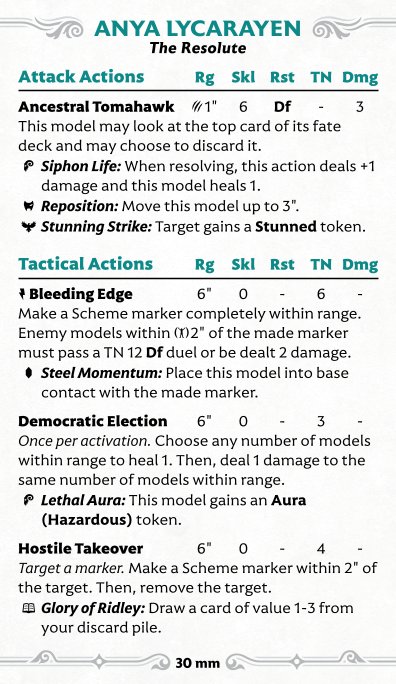 ANYA LYCARAYEN
The Resolute
Attack Actions Rg Skl Rst TN Dmg
Ancestral Tomahawk 1" 6 Df - 3
This model may look at the top card of its fate
deck and may choose to discard it.
Siphon Life: When resolving, this action deals +1
damage and this model heals 1.
Reposition: Move this model up to 3".
Stunning Strike: Target gains a Stunned token.
Tactical Actions Rg Skl Rst TN Dmg
Bleeding Edge 6" 0 - 6 -
Make a Scheme marker completely within range.
Enemy models within 2" of the made marker
must pass a TN 12 Df duel or be dealt 2 damage.
Steel Momentum: Place this model into base
contact with the made marker.
Democratic Election 6" 0 - 3 -
Once per activation. Choose any number of models
within range to heal 1. Then, deal 1 damage to the
same number of models within range.
Lethal Aura: This model gains an Aura
(Hazardous) token.
Hostile Takeover 6" 0 - 4 -
Target a marker. Make a Scheme marker within 2" of
the target. Then, remove the target.
Glory of Ridley: Draw a card of value 1-3 from
your discard pile.
30 mm